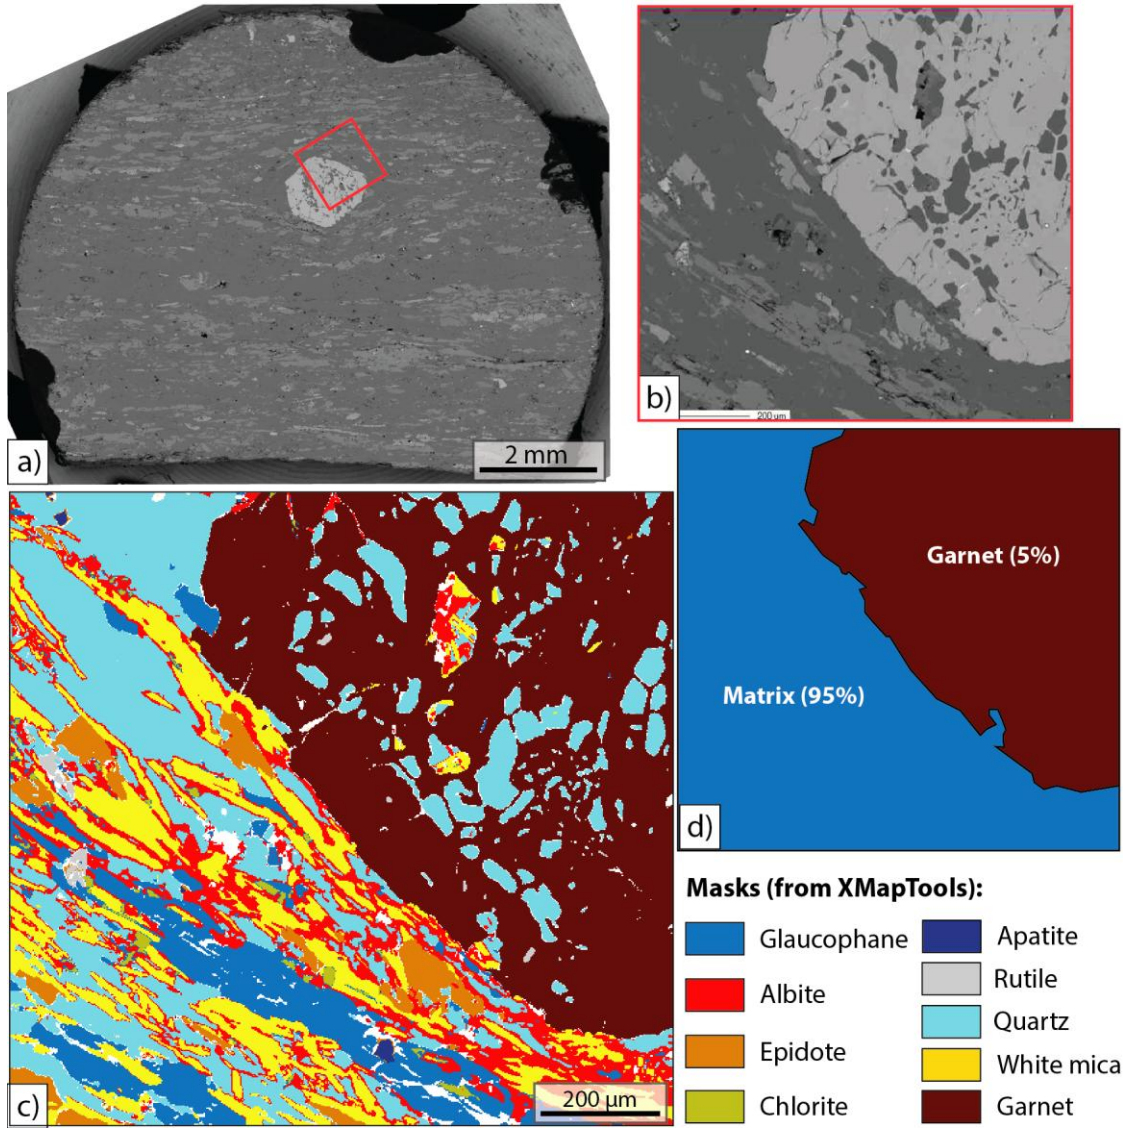 a)
2 mm
b)
200 µm
Garnet (5%)
Matrix (95%)
d)
c)
200 µm
Masks (from XMapTools):
Glaucophane
Albite
Epidote
Chlorite
Apatite
Rutile
Quartz
White mica
Garnet